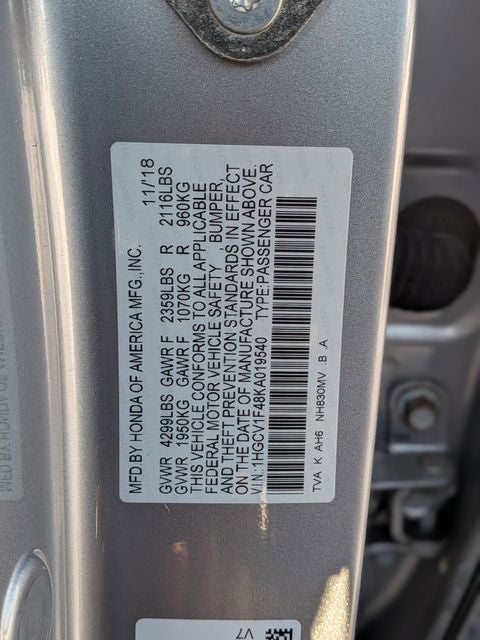 MFD BY HONDA OF AMERICA MFG.,INC. 11/18
GVWR 4299LBS GAWR F 2359LBS R 2116LBS
GVWR 1950KG GAWR F 1070KG R 960KG
THIS VEHICLE CONFORMS TO ALL APPLICABLE
FEDERAL MOTOR VEHICLE SAFETY , BUMPER,
AND THEFT PREVENTION STANDARDS IN EFFECT
ON THE DATE OF MANUFACTURE SHOWN ABOVE.
V I N.:1HGCV1F48KA019540 TYPE:PASSENGER CAR
TVA K AH6 NH830MV .B .A
V7